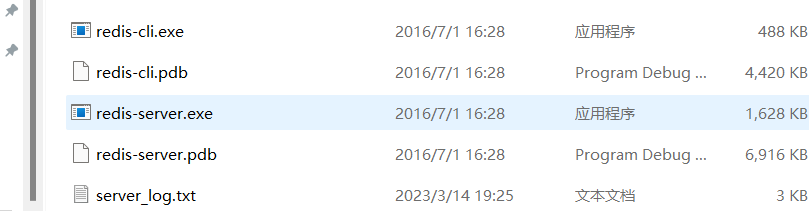 redis-cli.exe 2016/7/1 16:28 应用程序 488 KB
redis-cli.pdb 2016/7/1 16:28 Program Debug ... 4,420 KB
redis-server.exe 2016/7/1 16:28 应用程序 1,628 KB
redis-server.pdb 2016/7/1 16:28 Program Debug ... 6,916 KB
server_log.txt 2023/3/14 19:25 文本文档 3 KB